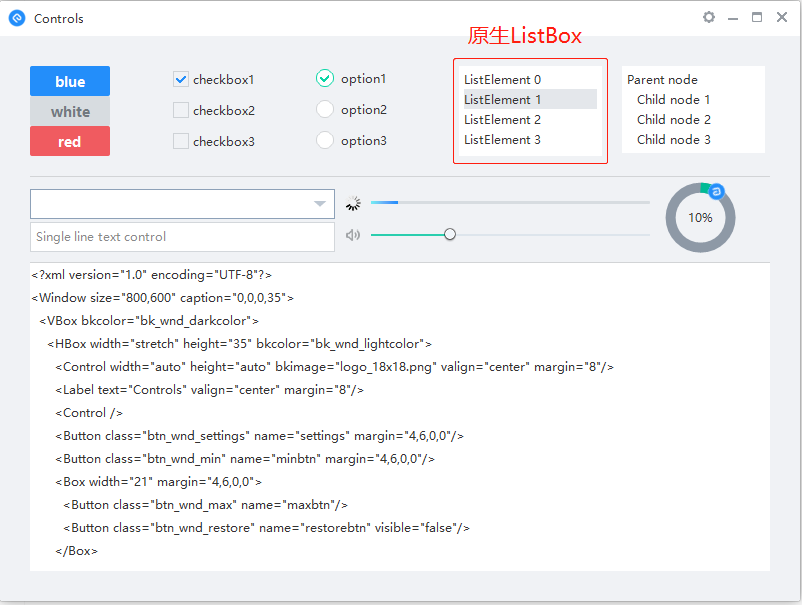 Controls
原生ListBox
blue
white
red
checkbox1
checkbox2
checkbox3
option1
option2
option3
ListElement 0
ListElement 1
ListElement 2
ListElement 3
Parent node
Child node 1
Child node 2
Child node 3
Single line text control
10%
<?xml version="1.0" encoding="UTF-8"?>
<Window size="800,600" caption="0,0,0,35">
<VBox bkcolor="bk_wnd_darkcolor">
<HBox width="stretch" height="35" bkcolor="bk_wnd_lightcolor">
<Control width="auto" height="auto" bkimage="logo_18x18.png" valign="center" margin="8"/>
<Label text="Controls" valign="center" margin="8"/>
<Control />
<Button class="btn_wnd_settings" name="settings" margin="4,6,0,0"/>
<Button class="btn_wnd_min" name="minbtn" margin="4,6,0,0"/>
<Box width="21" margin="4,6,0,0">
<Button class="btn_wnd_max" name="maxbtn"/>
<Button class="btn_wnd_restore" name="restorebtn" visible="false"/>
</Box>